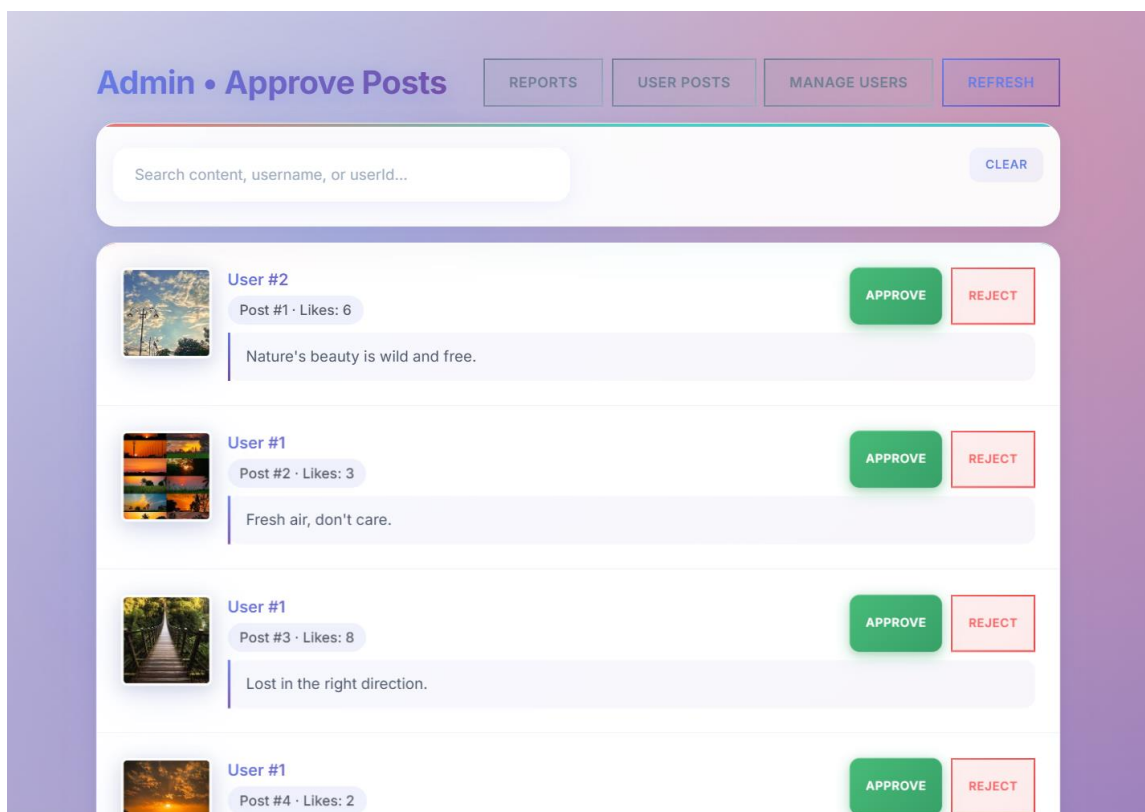 Admin • Approve Posts
REPORTS
USER POSTS
MANAGE USERS
REFRESH
Search content, username, or userId...
CLEAR
User #2
Post #1 · Likes: 6
APPROVE
REJECT
Nature's beauty is wild and free.
User #1
Post #2 · Likes: 3
APPROVE
REJECT
Fresh air, don't care.
User #1
Post #3 · Likes: 8
APPROVE
REJECT
Lost in the right direction.
User #1
Post #4 · Likes: 2
APPROVE
REJECT